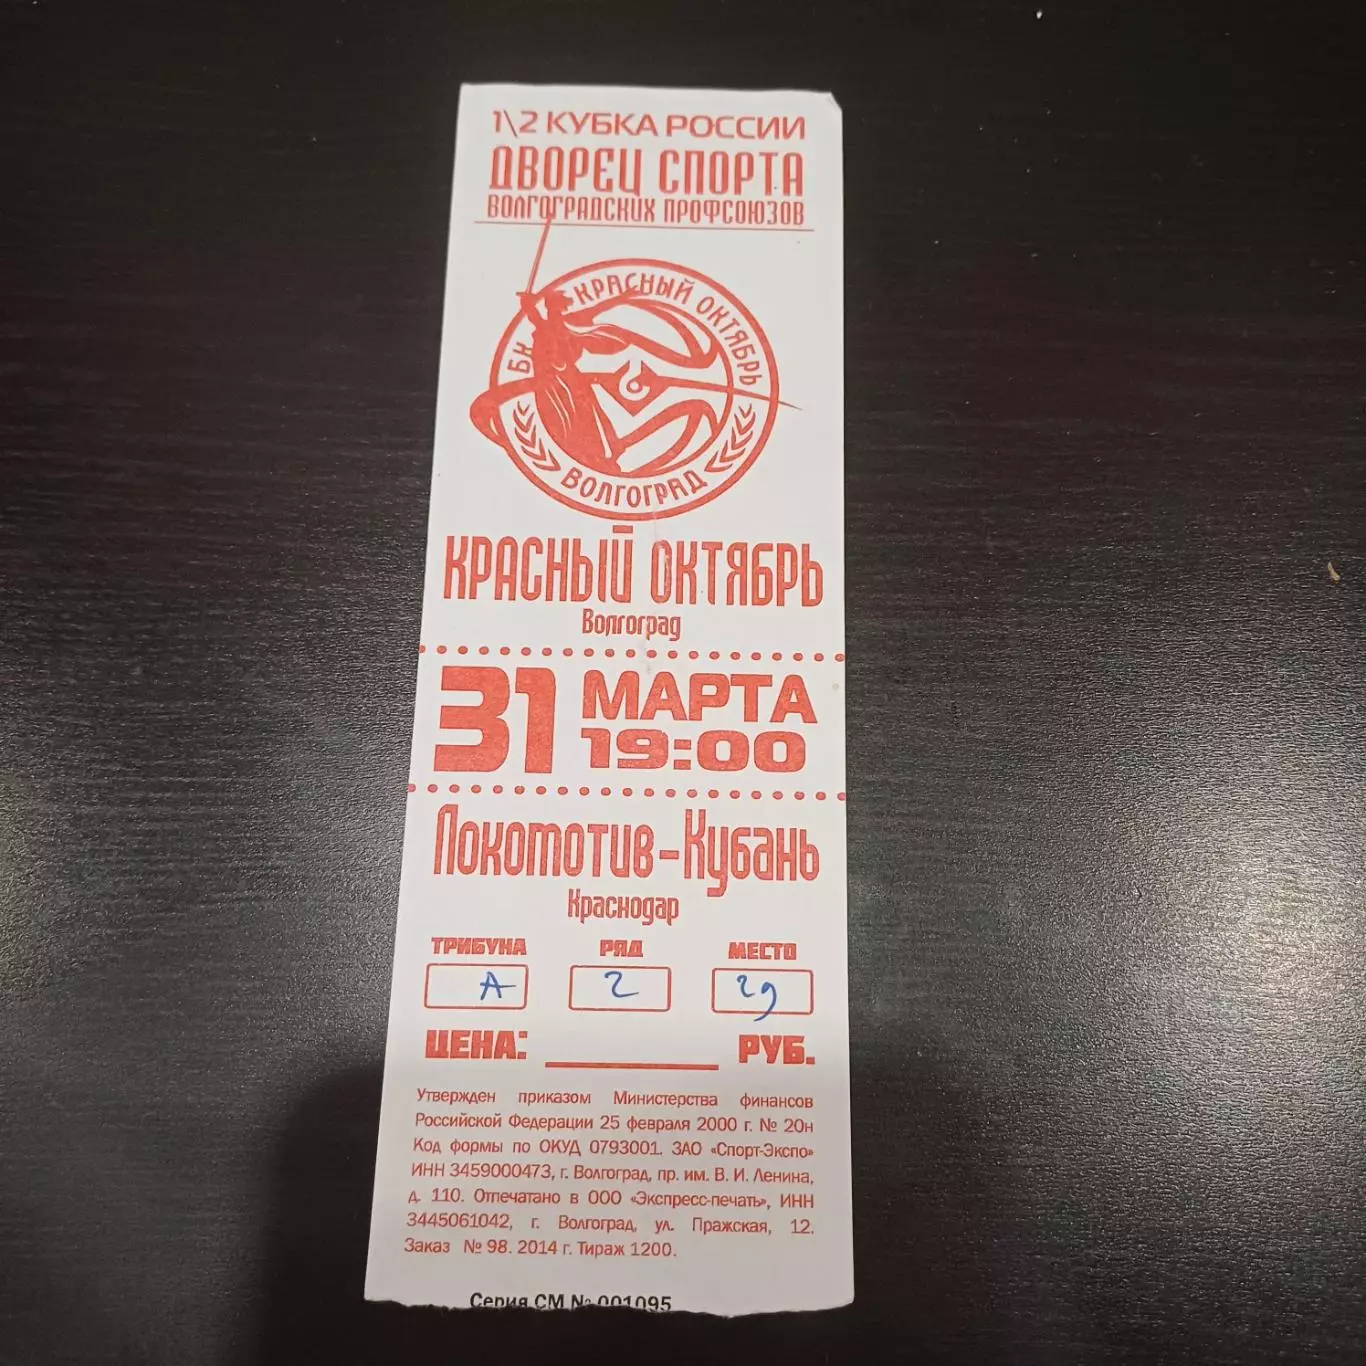 1\2 КУБКА РОССИИ
ДВОРЕЦ СПОРТА
ВОЛГОГРАДСКИХ ПРОФСОЮЗОВ
БК КРАСНЫЙ ОКТЯБРЬ
ВОЛГОГРАД
КРАСНЫЙ ОКТЯБРЬ
Волгоград
31 МАРТА
19:00
Локомотив-Кубань
Краснодар
ТРИБУНА РЯД МЕСТО
А 2 29
ЦЕНА: РУБ.
Утвержден приказом Министерства финансов
Российской Федерации 25 февраля 2000 г. № 20н
Код формы по ОКУД 0793001. ЗАО «Спорт-Экспо»
ИНН 3459000473, г. Волгоград, пр. им. В. И. Ленина,
д. 110. Отпечатано в ООО «Экспресс-печать», ИНН
3445061042, г. Волгоград, ул. Пражская, 12.
Заказ № 98. 2014 г. Тираж 1200.
Серия СМ № 001095